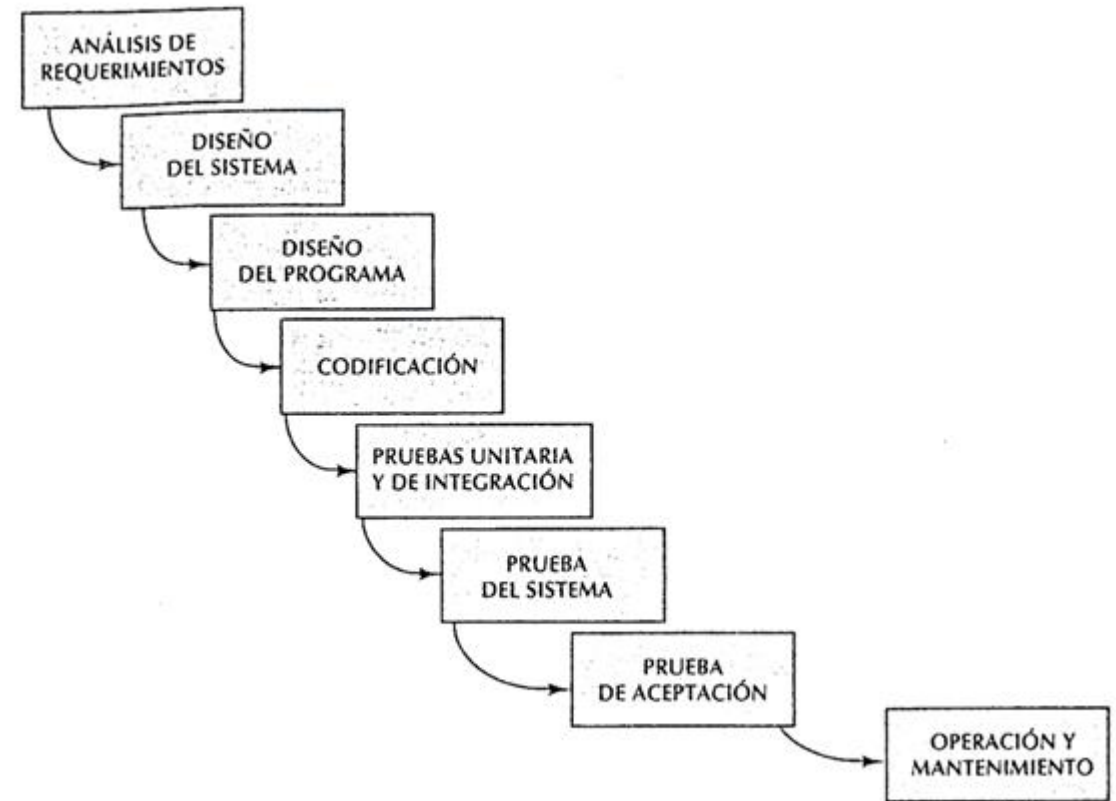 ANÁLISIS DE
REQUERIMIENTOS
DISEÑO
DEL SISTEMA
DISEÑO
DEL PROGRAMA
CODIFICACIÓN
PRUEBAS UNITARIA
Y DE INTEGRACIÓN
PRUEBA
DEL SISTEMA
PRUEBA
DE ACEPTACIÓN
OPERACIÓN Y
MANTENIMIENTO